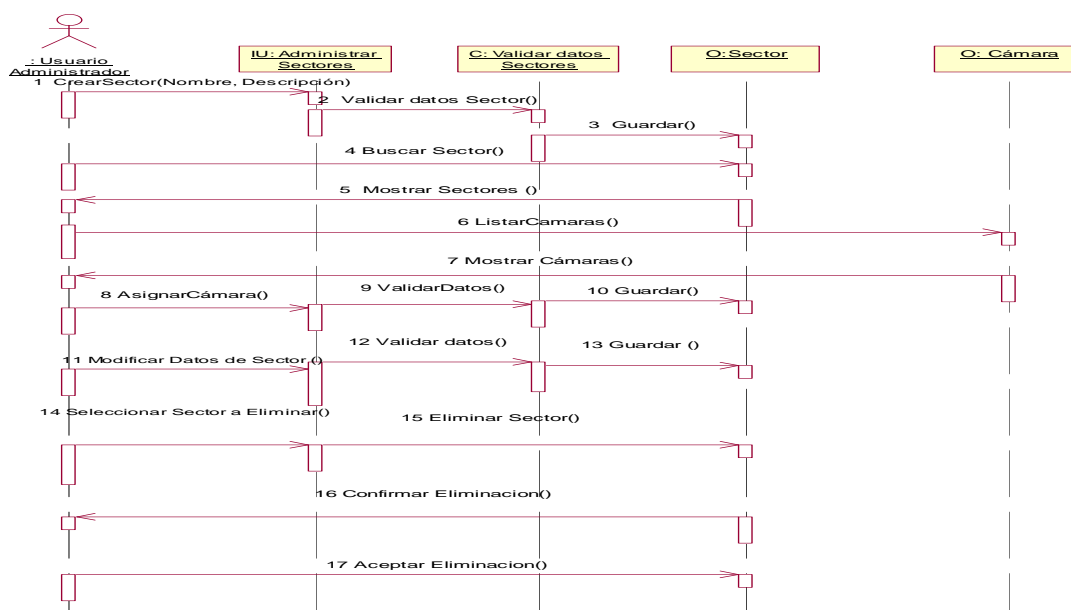 : Usuario
Administrador
IU: Administrar
Sectores
C: Validar datos
Sectores
O:Sector
O: Cámara
1 CrearSector(Nombre, Descripción)
2 Validar datos Sector()
3 Guardar()
4 Buscar Sector()
5 Mostrar Sectores ()
6 ListarCamaras()
7 Mostrar Cámaras()
8 AsignarCámara()
9 ValidarDatos()
10 Guardar()
11 Modificar Datos de Sector()
12 Validar datos()
13 Guardar ()
14 Seleccionar Sector a Eliminar()
15 Eliminar Sector()
16 Confirmar Eliminacion()
17 Aceptar Eliminacion()